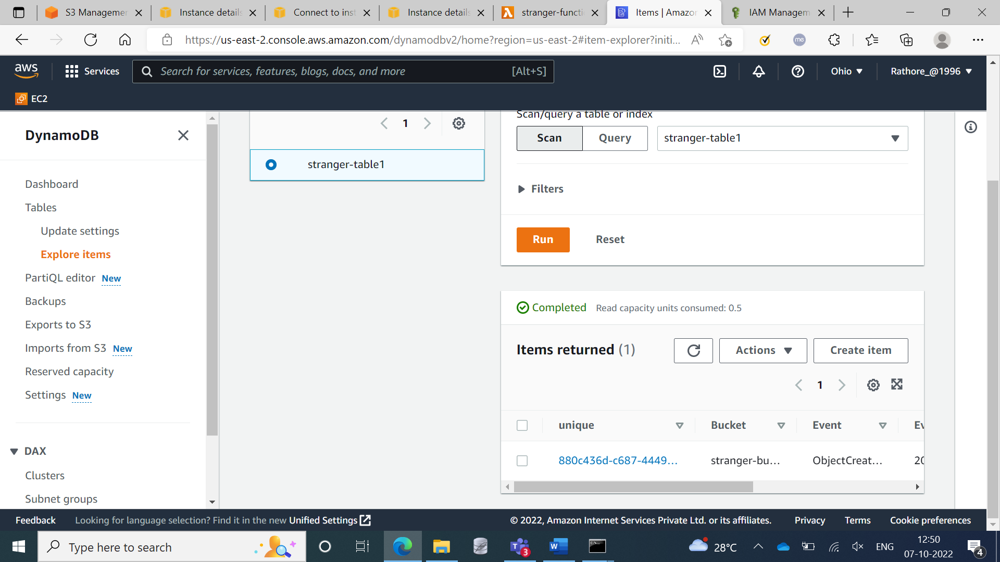 S3 Managemer
Instance details
Connect to inst
Instance details
stranger-functi
Items | Amazon
IAM Managem
https://us-east-2.console.aws.amazon.com/dynamodbv2/home?region=us-east-2#item-explorer?initi...
me
aws
Services
Search for services, features, blogs, docs, and more
[Alt+S]
Ohio
Rathore_@1996
EC2
DynamoDB
Dashboard
Tables
Update settings
Explore items
PartiQL editor New
Backups
Exports to S3
Imports from S3 New
Reserved capacity
Settings New
DAX
Clusters
Subnet groups
1
stranger-table1
Scan/query a table or index
Scan
Query
stranger-table1
Filters
Run
Reset
Completed
Read capacity units consumed: 0.5
Items returned (1)
Actions
Create item
1
unique
Bucket
Event
Ev
880c436d-c687-4449...
stranger-bu...
ObjectCreat...
20
Feedback
Looking for language selection? Find it in the new Unified Settings
© 2022, Amazon Internet Services Private Ltd. or its affiliates.
Privacy
Terms
Cookie preferences
Type here to search
3
28°C
ENG
12:50
07-10-2022
4